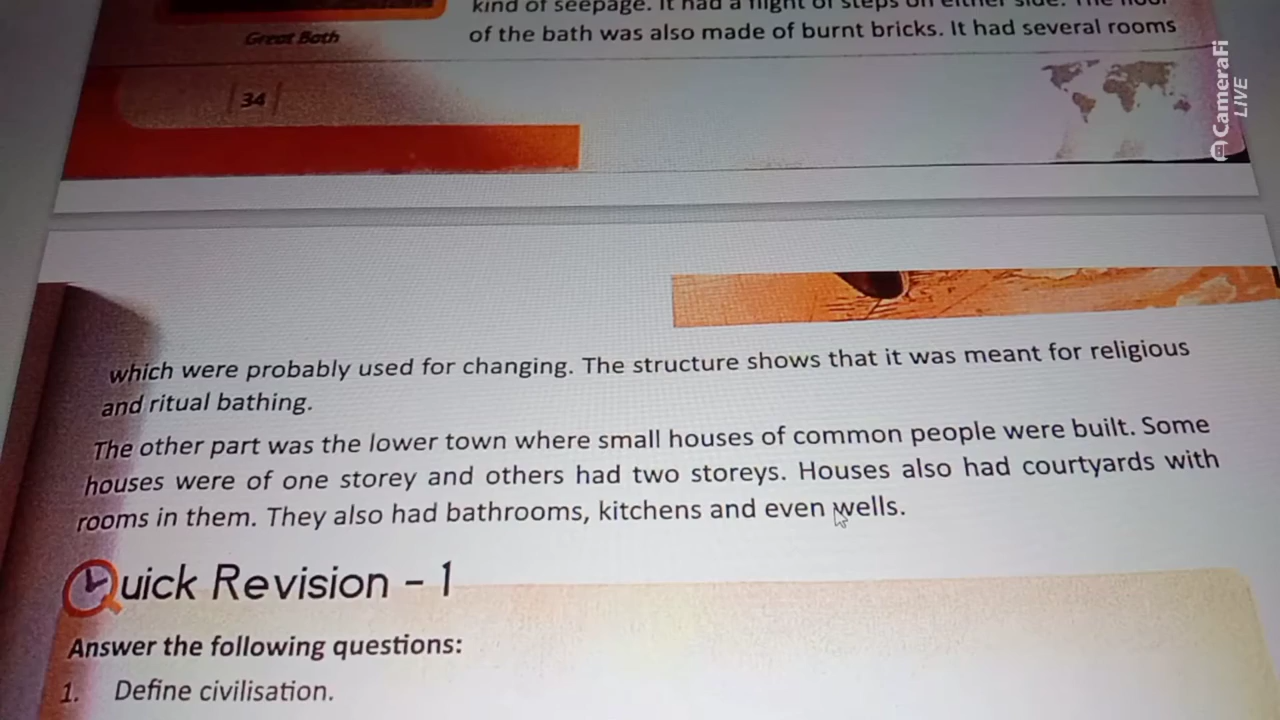 kind of seepage. It had a flight of steps on either side. The floor
Great Bath
of the bath was also made of burnt bricks. It had several rooms
34
CameraFi
LIVE
which were probably used for changing. The structure shows that it was meant for religious
and ritual bathing.
The other part was the lower town where small houses of common people were built. Some
houses were of one storey and others had two storeys. Houses also had courtyards with
rooms in them. They also had bathrooms, kitchens and even wells.
Quick Revision - 1
Answer the following questions:
1. Define civilisation.